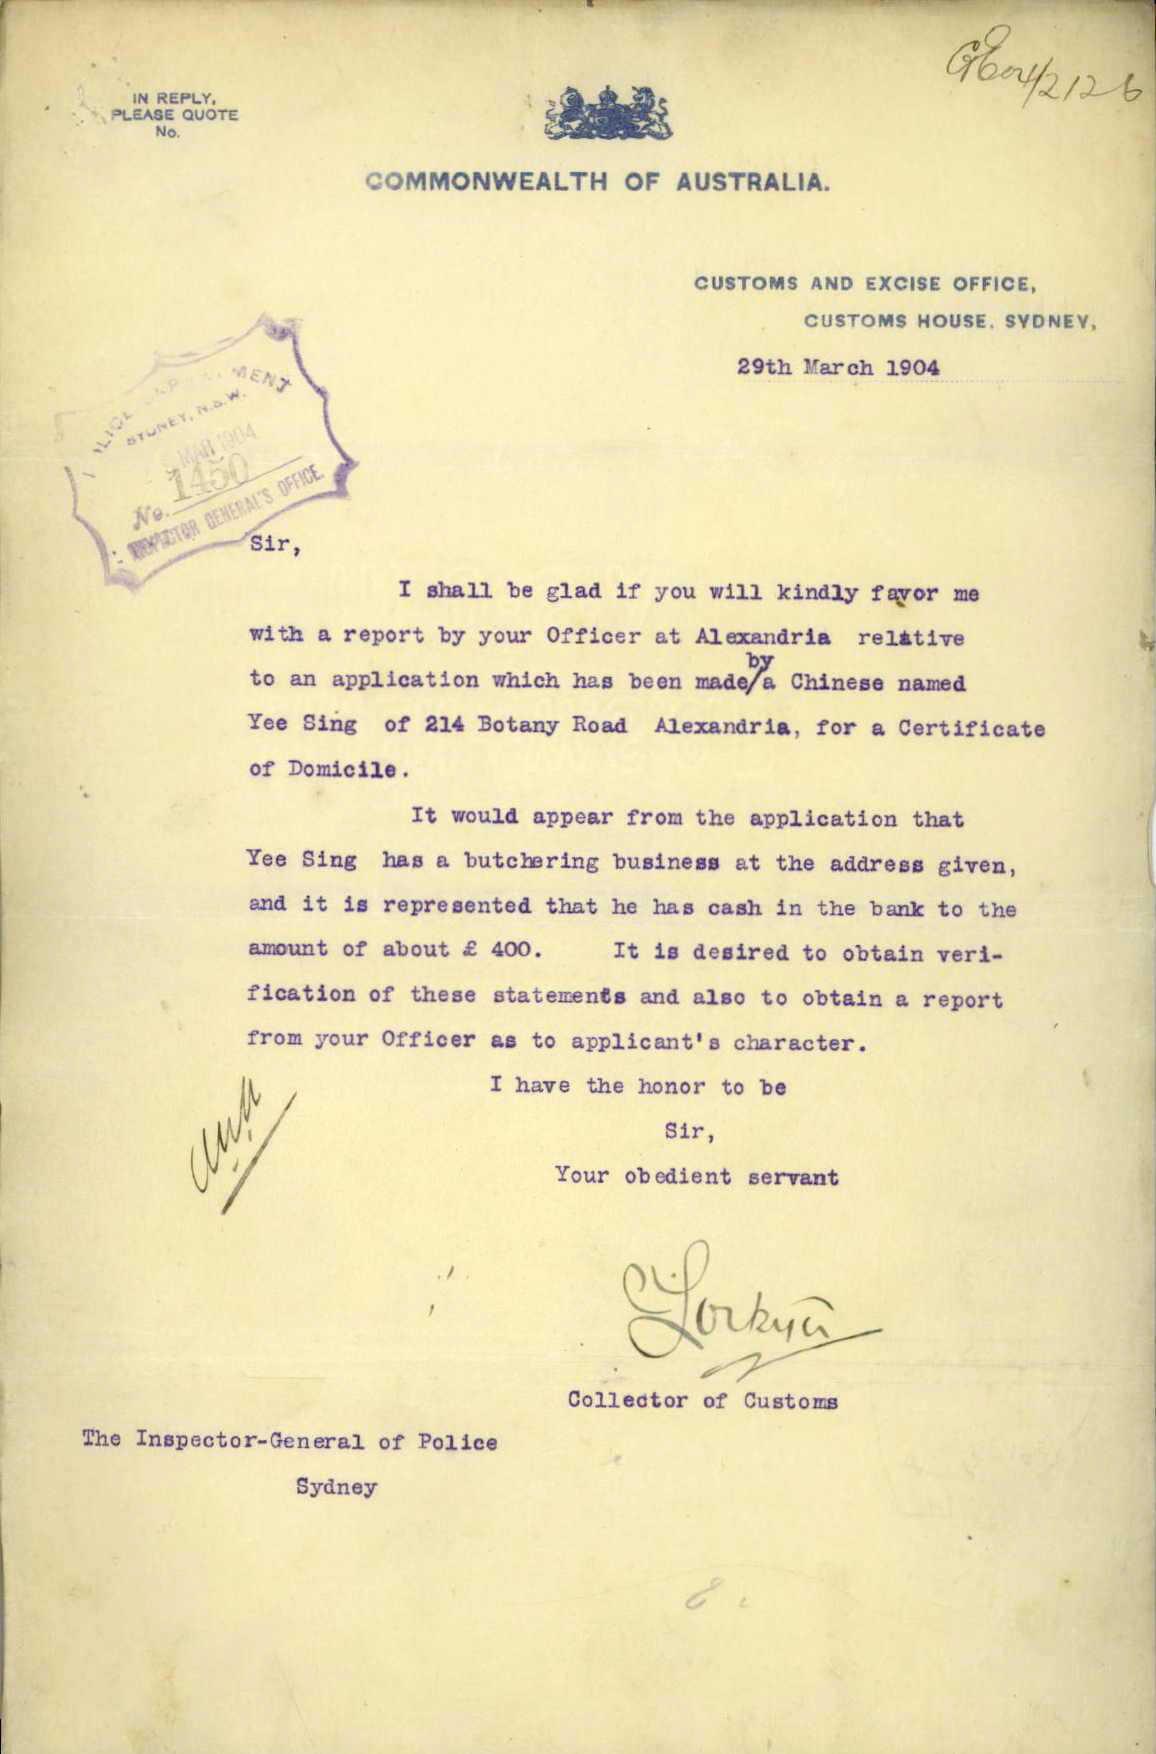 IN REPLY,
PLEASE QUOTE
No.
COMMONWEALTH OF AUSTRALIA.
CUSTOMS AND EXCISE OFFICE,
CUSTOMS HOUSE, SYDNEY,
29th March 1904
SYDNEY, N.S.W.
MAR 1904
No. 1450
INSPECTOR GENERAL'S OFFICE.
Sir,
I shall be glad if you will kindly favor me
with a report by your Officer at Alexandria relative
to an application which has been made/by a Chinese named
Yee Sing of 214 Botany Road Alexandria, for a Certificate
of Domicile.
It would appear from the application that
Yee Sing has a butchering business at the address given,
and it is represented that he has cash in the bank to the
amount of about £ 400. It is desired to obtain veri-
fication of these statements and also to obtain a report
from your Officer as to applicant's character.
I have the honor to be
Sir,
Your obedient servant
Collector of Customs
The Inspector-General of Police
Sydney